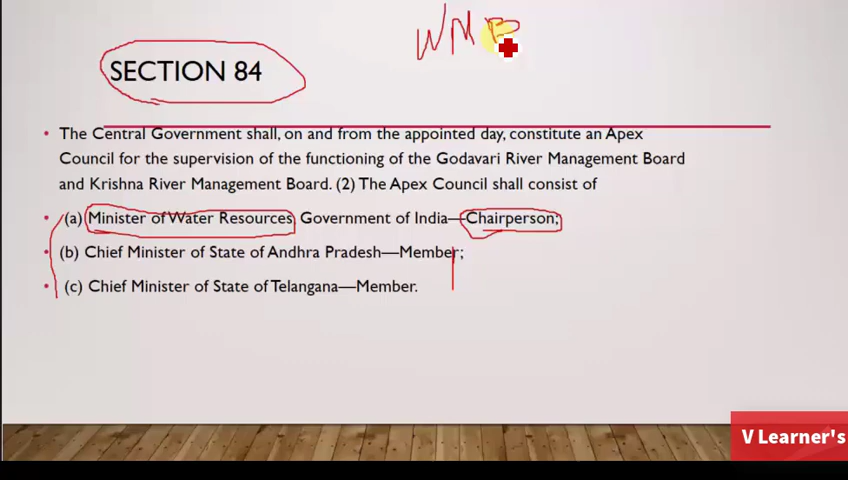 WMB
SECTION 84
• The Central Government shall, on and from the appointed day, constitute an Apex
Council for the supervision of the functioning of the Godavari River Management Board
and Krishna River Management Board. (2) The Apex Council shall consist of
• (a) Minister of Water Resources, Government of India—Chairperson;
• (b) Chief Minister of State of Andhra Pradesh—Member;
• (c) Chief Minister of State of Telangana—Member.
V Learner's